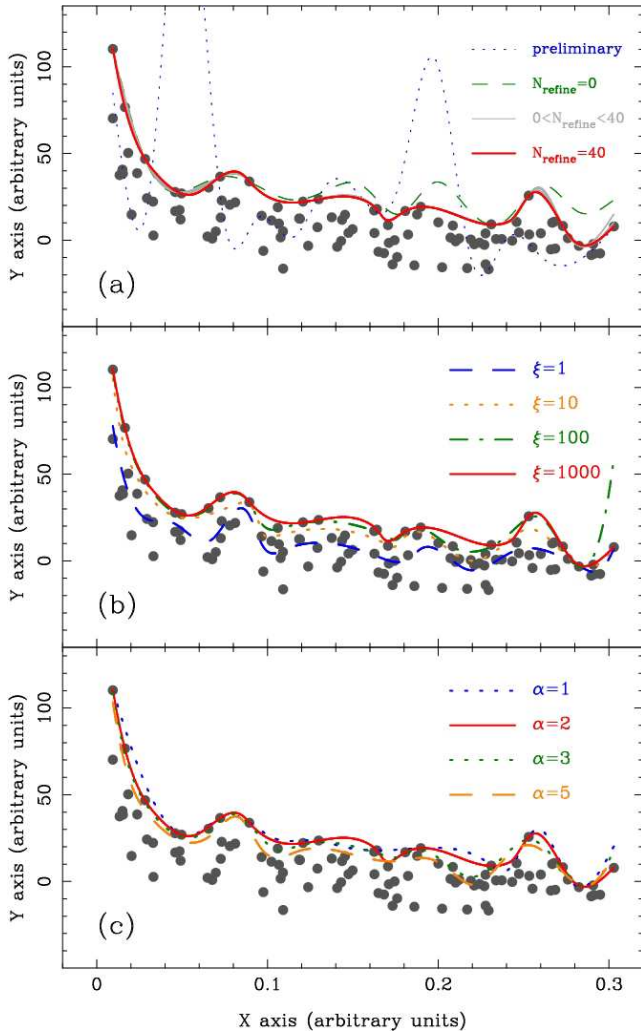 preliminary
N_refine=0
0<N_refine<40
N_refine=40
100
50
0
Y axis (arbitrary units)
(a)
ξ=1
ξ=10
ξ=100
ξ=1000
100
50
0
Y axis (arbitrary units)
(b)
α=1
α=2
α=3
α=5
100
50
0
Y axis (arbitrary units)
(c)
0 0.1 0.2 0.3
X axis (arbitrary units)